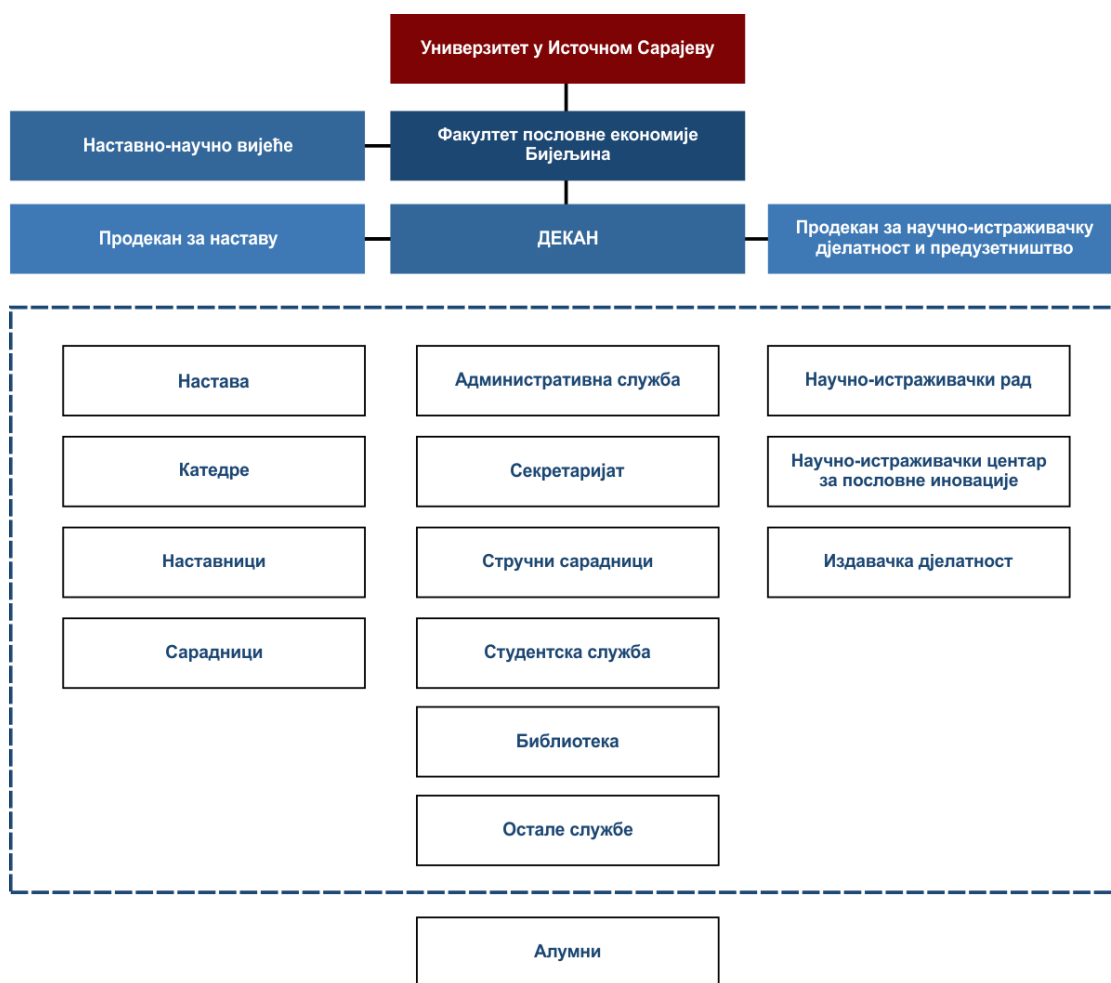 Универзитет у Источном Сарајеву
Наставно-научно вијеће
Факултет пословне економије
Бијељина
Продекан за наставу
ДЕКАН
Продекан за научно-истраживачку
дјелатност и предузетништво
Настава
Административна служба
Научно-истраживачки рад
Катедре
Секретаријат
Научно-истраживачки центар
за пословне иновације
Наставници
Стручни сарадници
Издавачка дјелатност
Сарадници
Студентска служба
Библиотека
Остале службе
Алумни